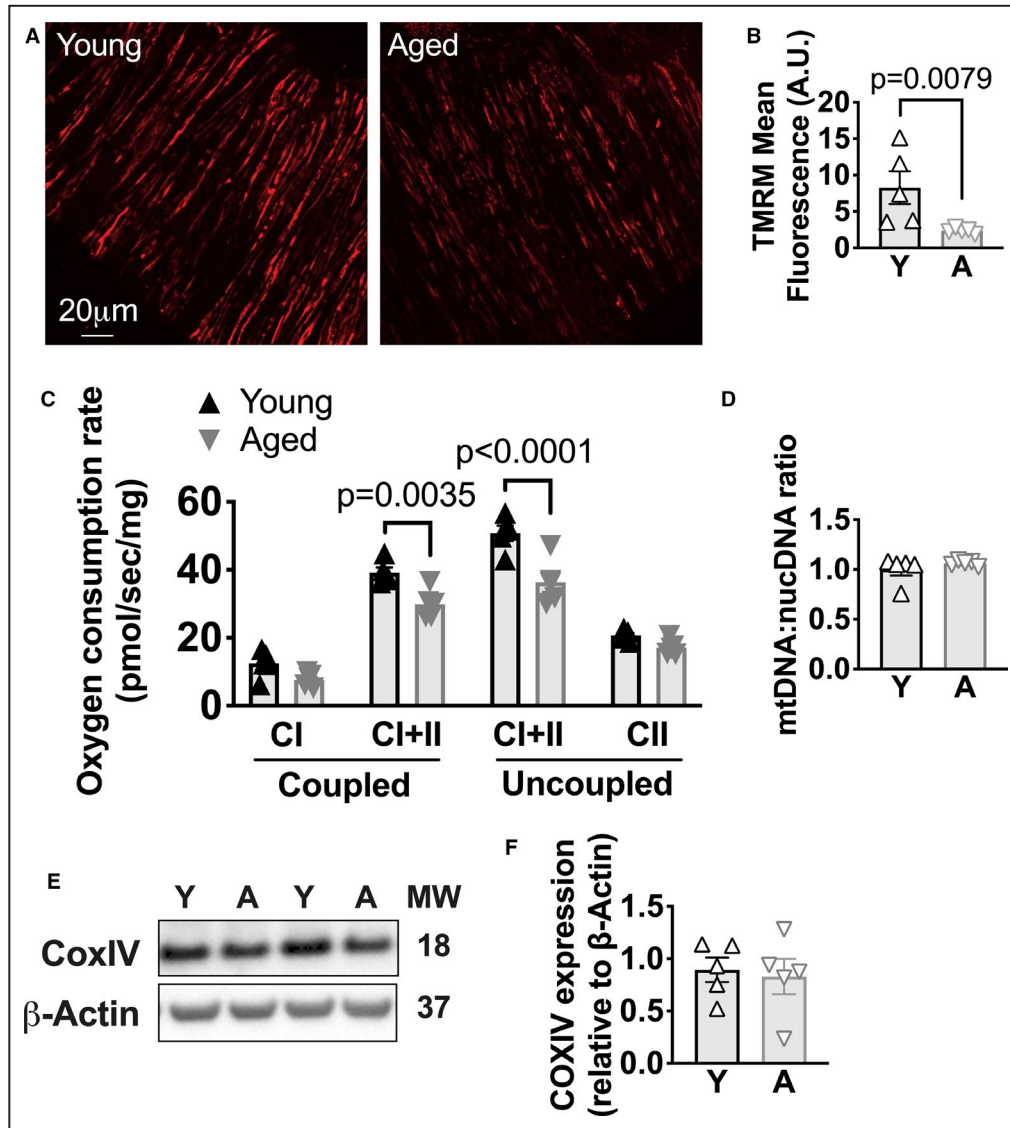 A
Young
Aged
20μm
B
TMRM Mean
Fluorescence (A.U.)
p=0.0079
20
15
10
5
0
Y A
C
Oxygen consumption rate
(pmol/sec/mg)
Young
Aged
p=0.0035
p<0.0001
60
40
20
0
CI CI+II CI+II CII
Coupled Uncoupled
D
mtDNA:nucDNA ratio
1.5
1.0
0.5
0.0
Y A
E
Y A Y A MW
CoxIV 18
β-Actin 37
F
COXIV expression
(relative to β-Actin)
1.5
1.0
0.5
0.0
Y A